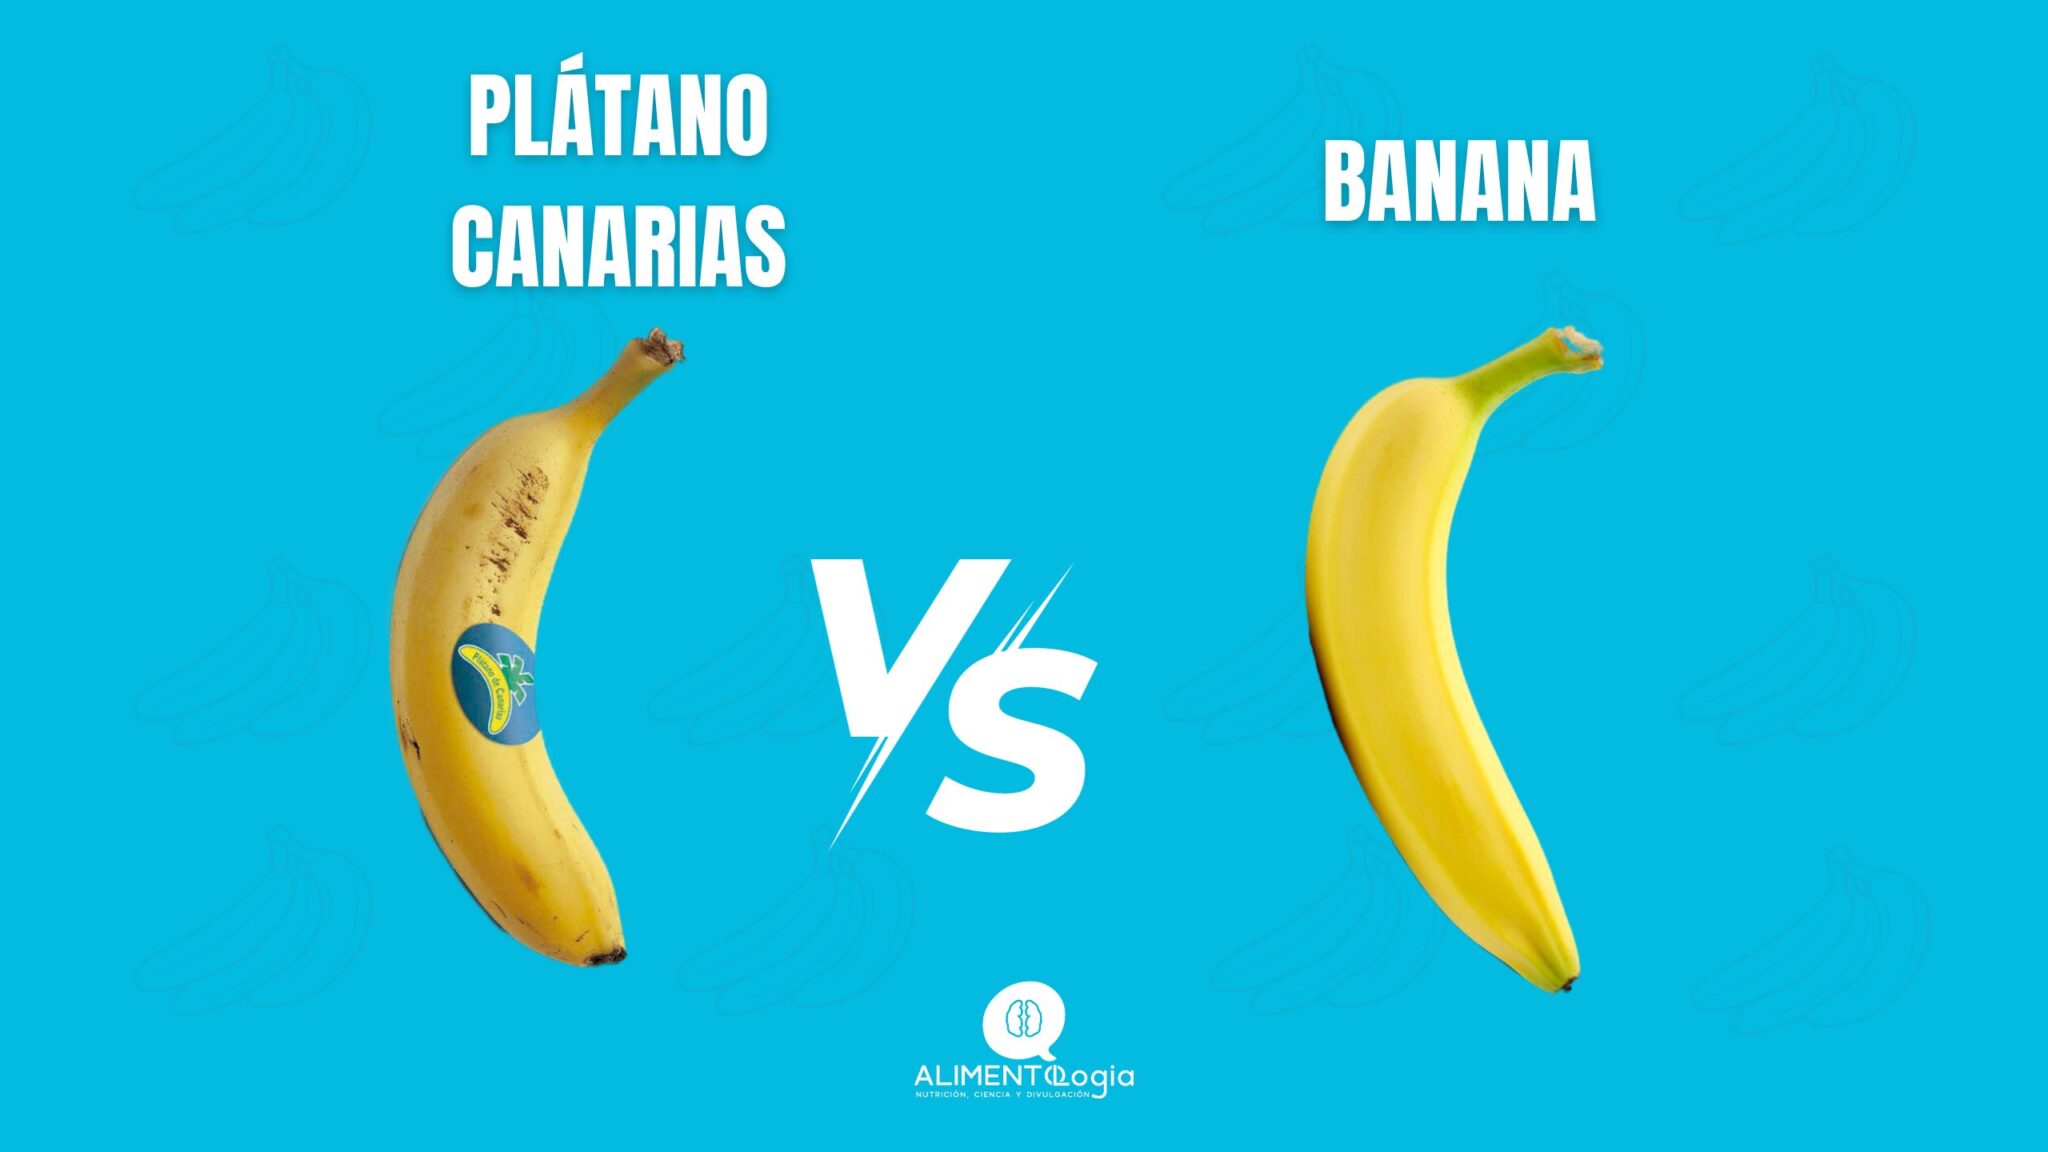 PLÁTANO
CANARIAS
BANANA
Plátano de Canarias
VS
ALIMENTOLogia
NUTRICIÓN, CIENCIA Y DIVULGACIÓN